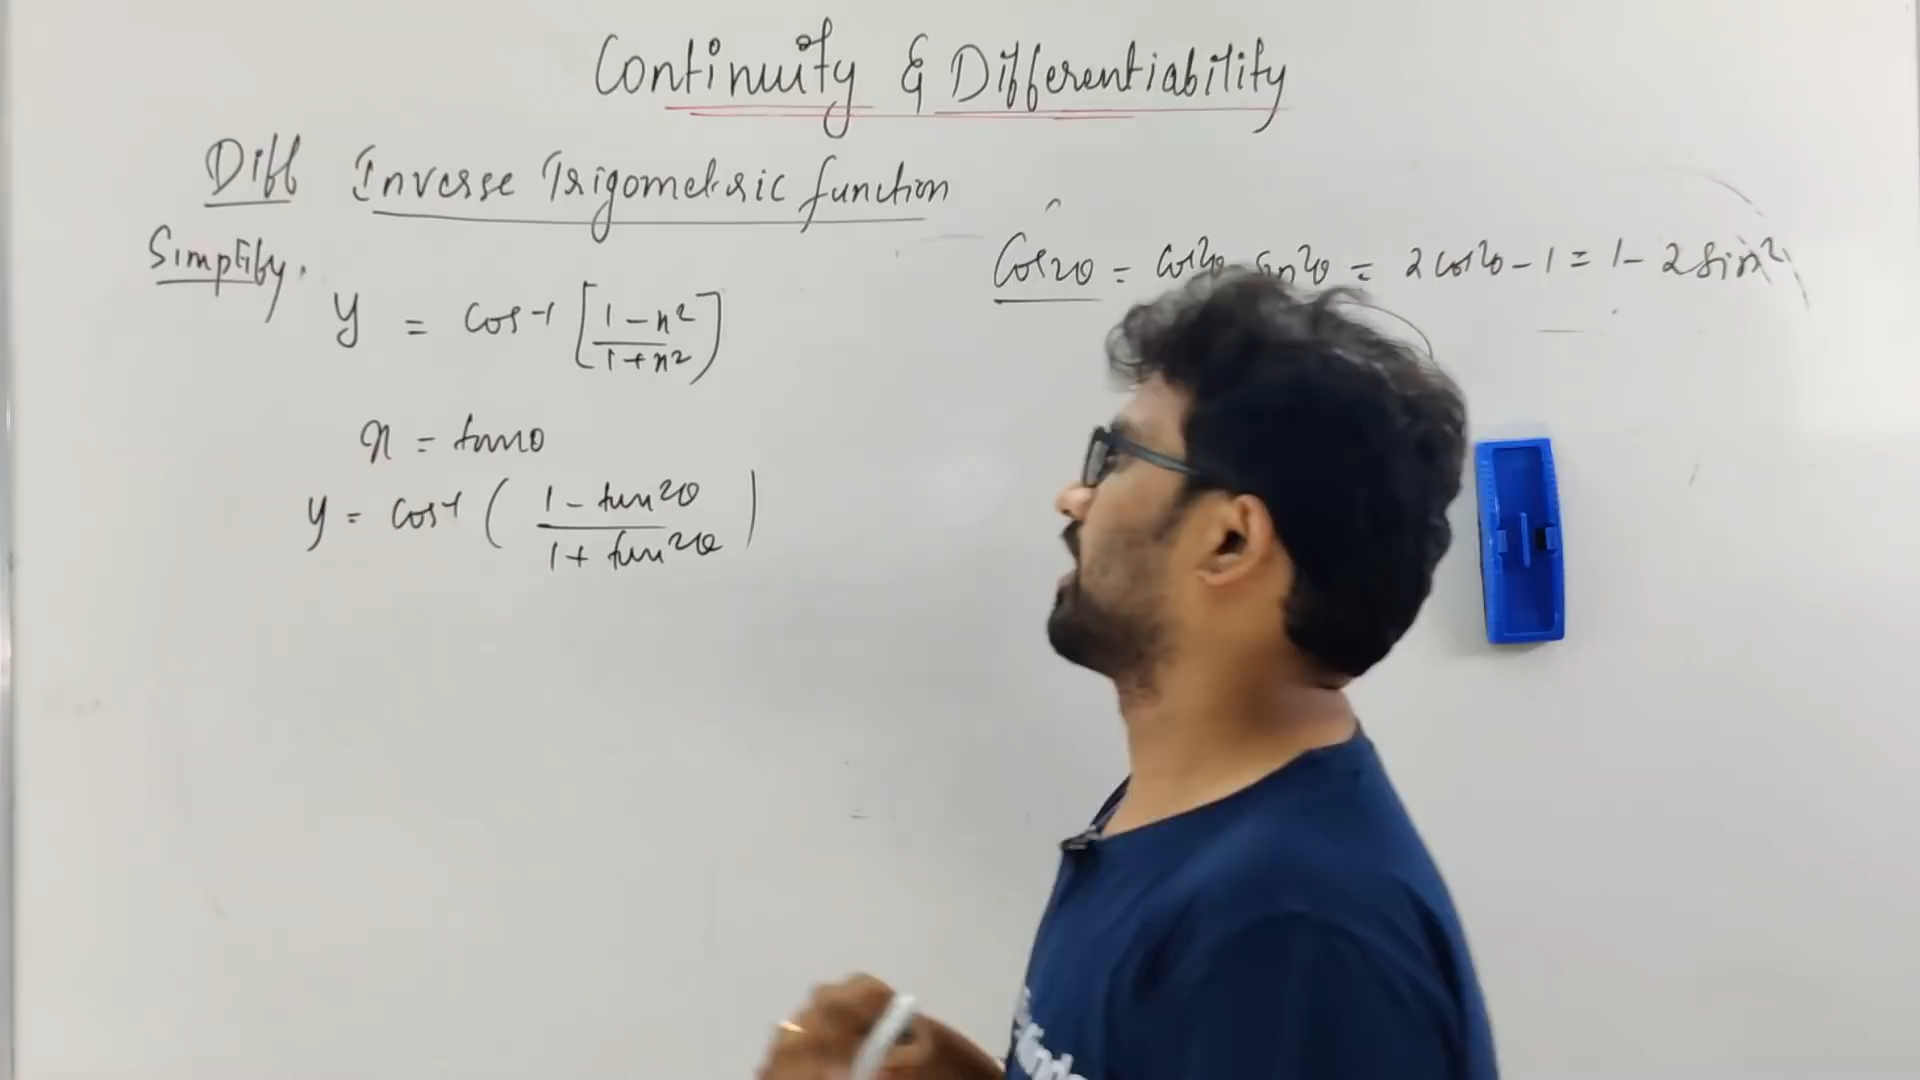 Continuity & Differentiability
Diff Inverse Trigometric function
Simplify.
Cos2θ = cos²θ - sin²θ = 2cos²θ - 1 = 1 - 2sin²
y = cos⁻¹ [1-x² / 1+x²]
x = tanθ
y = cos⁻¹ ( 1 - tan²θ / 1 + tan²θ )